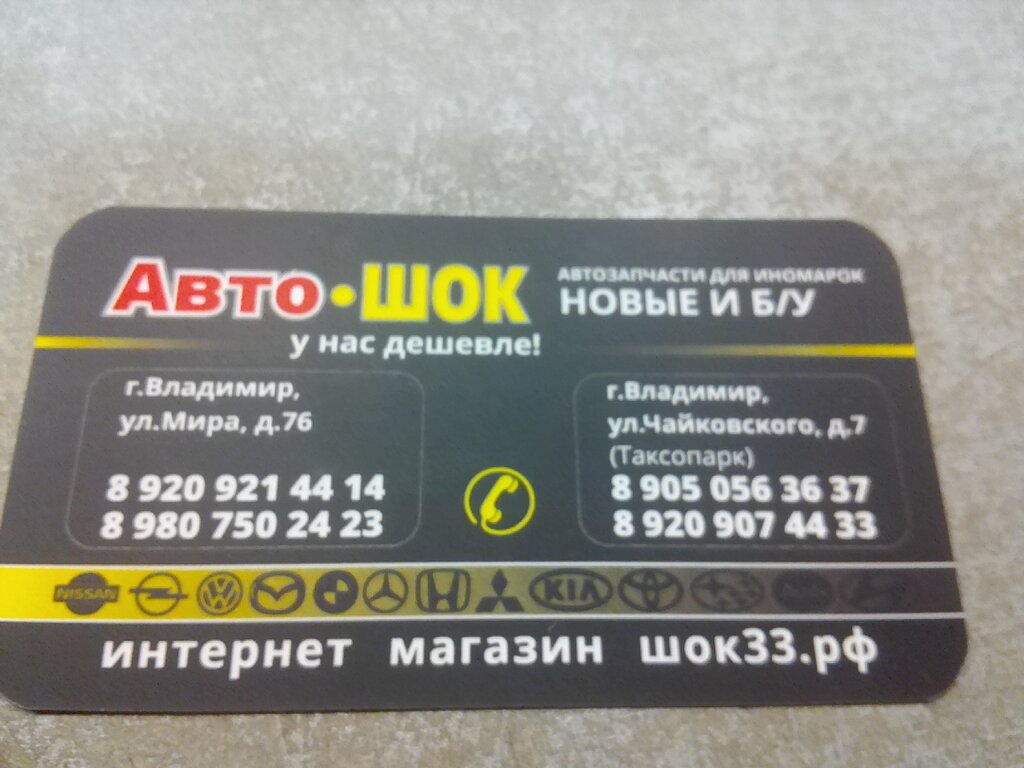 Авто•ШОК
АВТОЗАПЧАСТИ ДЛЯ ИНОМАРОК
НОВЫЕ И Б/У
у нас дешевле!
г.Владимир,
ул.Мира, д.76
8 920 921 44 14
8 980 750 24 23
г.Владимир,
ул.Чайковского, д.7
(Таксопарк)
8 905 056 36 37
8 920 907 44 33
NISSAN
KIA
интернет магазин шок33.рф